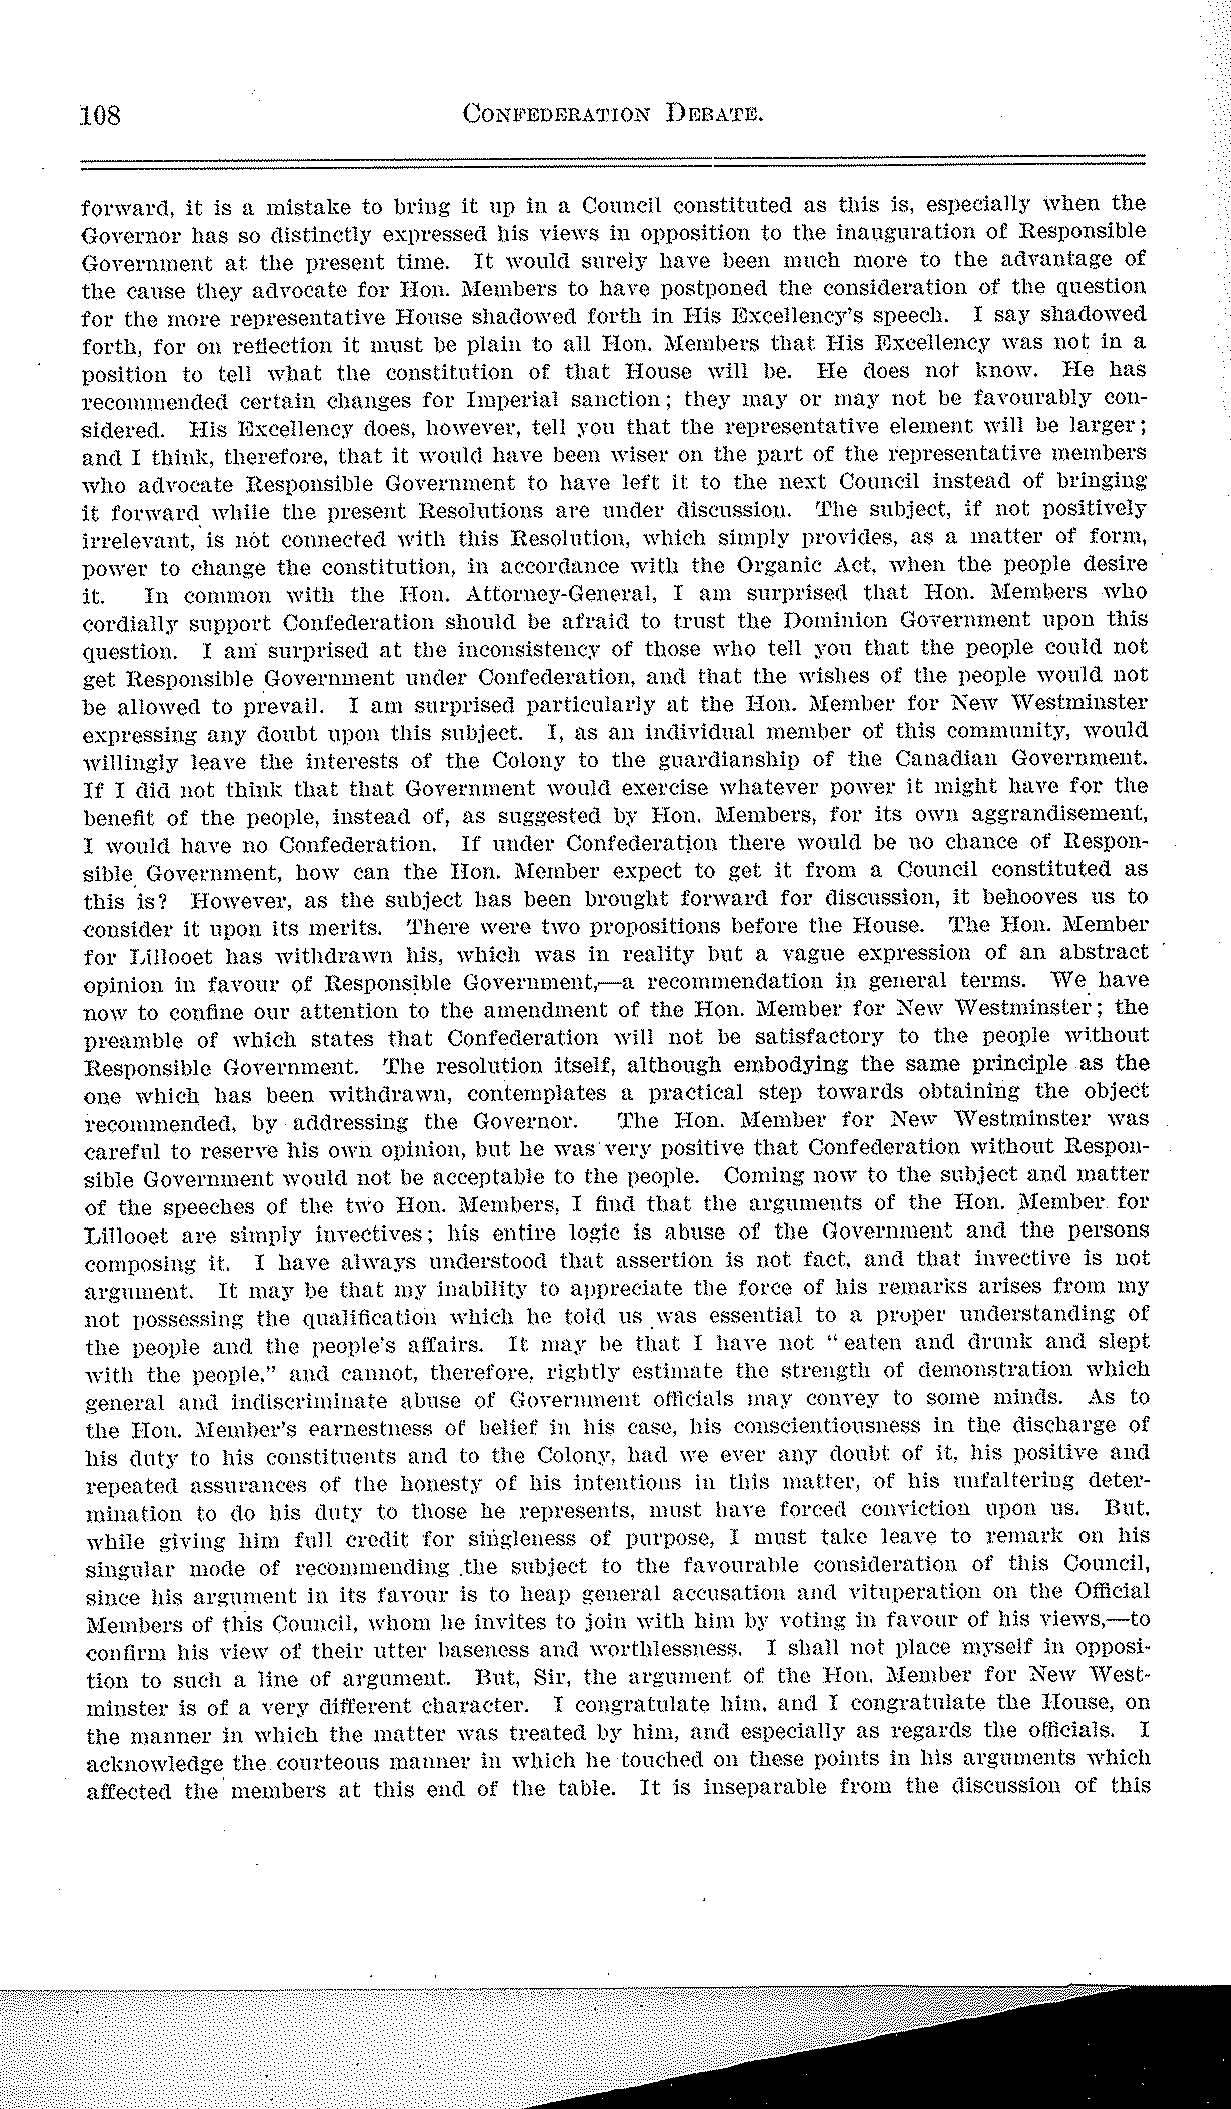 108 CONFEDERATION DEBATE.
forward, it is a mistake to bring it up in a Council constituted as this is, especially when the
Governor has so distinctly expressed his views in opposition to the inauguration of Responsible
Government at the present time. It would surely have been much more to the advantage of
the cause they advocate for Hon. Members to have postponed the consideration of the question
for the more representative House shadowed forth in His Excellency's speech. I say shadowed
forth, for on reflection it must be plain to all Hon. Members that His Excellency was not in a
position to tell what the constitution of that House will be. He does not know. He has
recommended certain changes for Imperial sanction; they may or may not be favourably con-
sidered. His Excellency does, however, tell you that the representative element will be larger;
and I think, therefore, that it would have been wiser on the part of the representative members
who advocate Responsible Government to have left it to the next Council instead of bringing
it forward while the present Resolutions are under discussion. The subject, if not positively
irrelevant, is not connected with this Resolution, which simply provides, as a matter of form,
power to change the constitution, in accordance with the Organic Act, when the people desire
it. In common with the Hon. Attorney-General, I am surprised that Hon. Members who
cordially support Confederation should be afraid to trust the Dominion Government upon this
question. I am surprised at the inconsistency of those who tell you that the people could not
get Responsible Government under Confederation, and that the wishes of the people would not
be allowed to prevail. I am surprised particularly at the Hon. Member for New Westminster
expressing any doubt upon this subject. I, as an individual member of this community, would
willingly leave the interests of the Colony to the guardianship of the Canadian Government.
If I did not think that that Government would exercise whatever power it might have for the
benefit of the people, instead of, as suggested by Hon. Members, for its own aggrandisement,
I would have no Confederation. If under Confederation there would be no chance of Respon-
sible Government, how can the Hon. Member expect to get it from a Council constituted as
this is? However, as the subject has been brought forward for discussion, it behooves us to
consider it upon its merits. There were two propositions before the House. The Hon. Member
for Lillooet has withdrawn his, which was in reality but a vague expression of an abstract
opinion in favour of Responsible Government,—a recommendation in general terms. We have
now to confine our attention to the amendment of the Hon. Member for New Westminster; the
preamble of which states that Confederation will not be satisfactory to the people without
Responsible Government. The resolution itself, although embodying the same principle as the
one which has been withdrawn, contemplates a practical step towards obtaining the object
recommended, by addressing the Governor. The Hon. Member for New Westminster was
careful to reserve his own opinion, but he was very positive that Confederation without Respon-
sible Government would not be acceptable to the people. Coming now to the subject and matter
of the speeches of the two Hon. Members, I find that the arguments of the Hon. Member for
Lillooet are simply invectives; his entire logic is abuse of the Government and the persons
composing it. I have always understood that assertion is not fact, and that invective is not
argument. It may be that my inability to appreciate the force of his remarks arises from my
not possessing the qualification which he told us was essential to a proper understanding of
the people and the people's affairs. It may be that I have not "eaten and drunk and slept
with the people," and cannot, therefore, rightly estimate the strength of demonstration which
general and indiscriminate abuse of Government officials may convey to some minds. As to
the Hon. Member's earnestness of belief in his case, his conscientiousness in the discharge of
his duty to his constituents and to the Colony, had we ever any doubt of it, his positive and
repeated assurances of the honesty of his intentions in this matter, of his unfaltering deter-
mination to do his duty to those he represents, must have forced conviction upon us. But,
while giving him full credit for singleness of purpose, I must take leave to remark on his
singular mode of recommending the subject to the favourable consideration of this Council,
since his argument in its favour is to heap general accusation and vituperation on the Official
Members of this Council, whom he invites to join with him by voting in favour of his views,—to
confirm his view of their utter baseness and worthlessness. I shall not place myself in opposi-
tion to such a line of argument. But, Sir, the argument of the Hon. Member for New West-
minster is of a very different character. I congratulate him, and I congratulate the House, on
the manner in which the matter was treated by him, and especially as regards the officials. I
acknowledge the courteous manner in which he touched on these points in his arguments which
affected the members at this end of the table. It is inseparable from the discussion of this